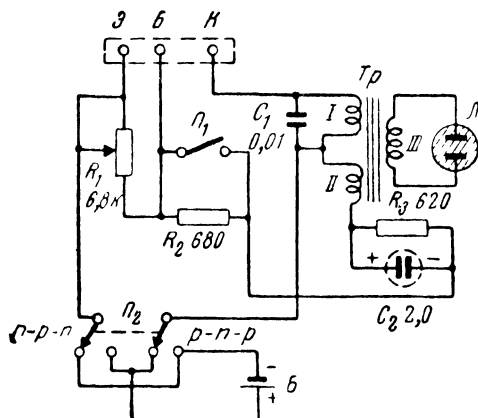 Э Б К
Тр
C₁
0,01
I
II
III
Л
П₁
R₁
6,8к
R₂ 680
R₃ 620
+ -
C₂ 2,0
П₂
n-p-n
p-n-p
-
Б